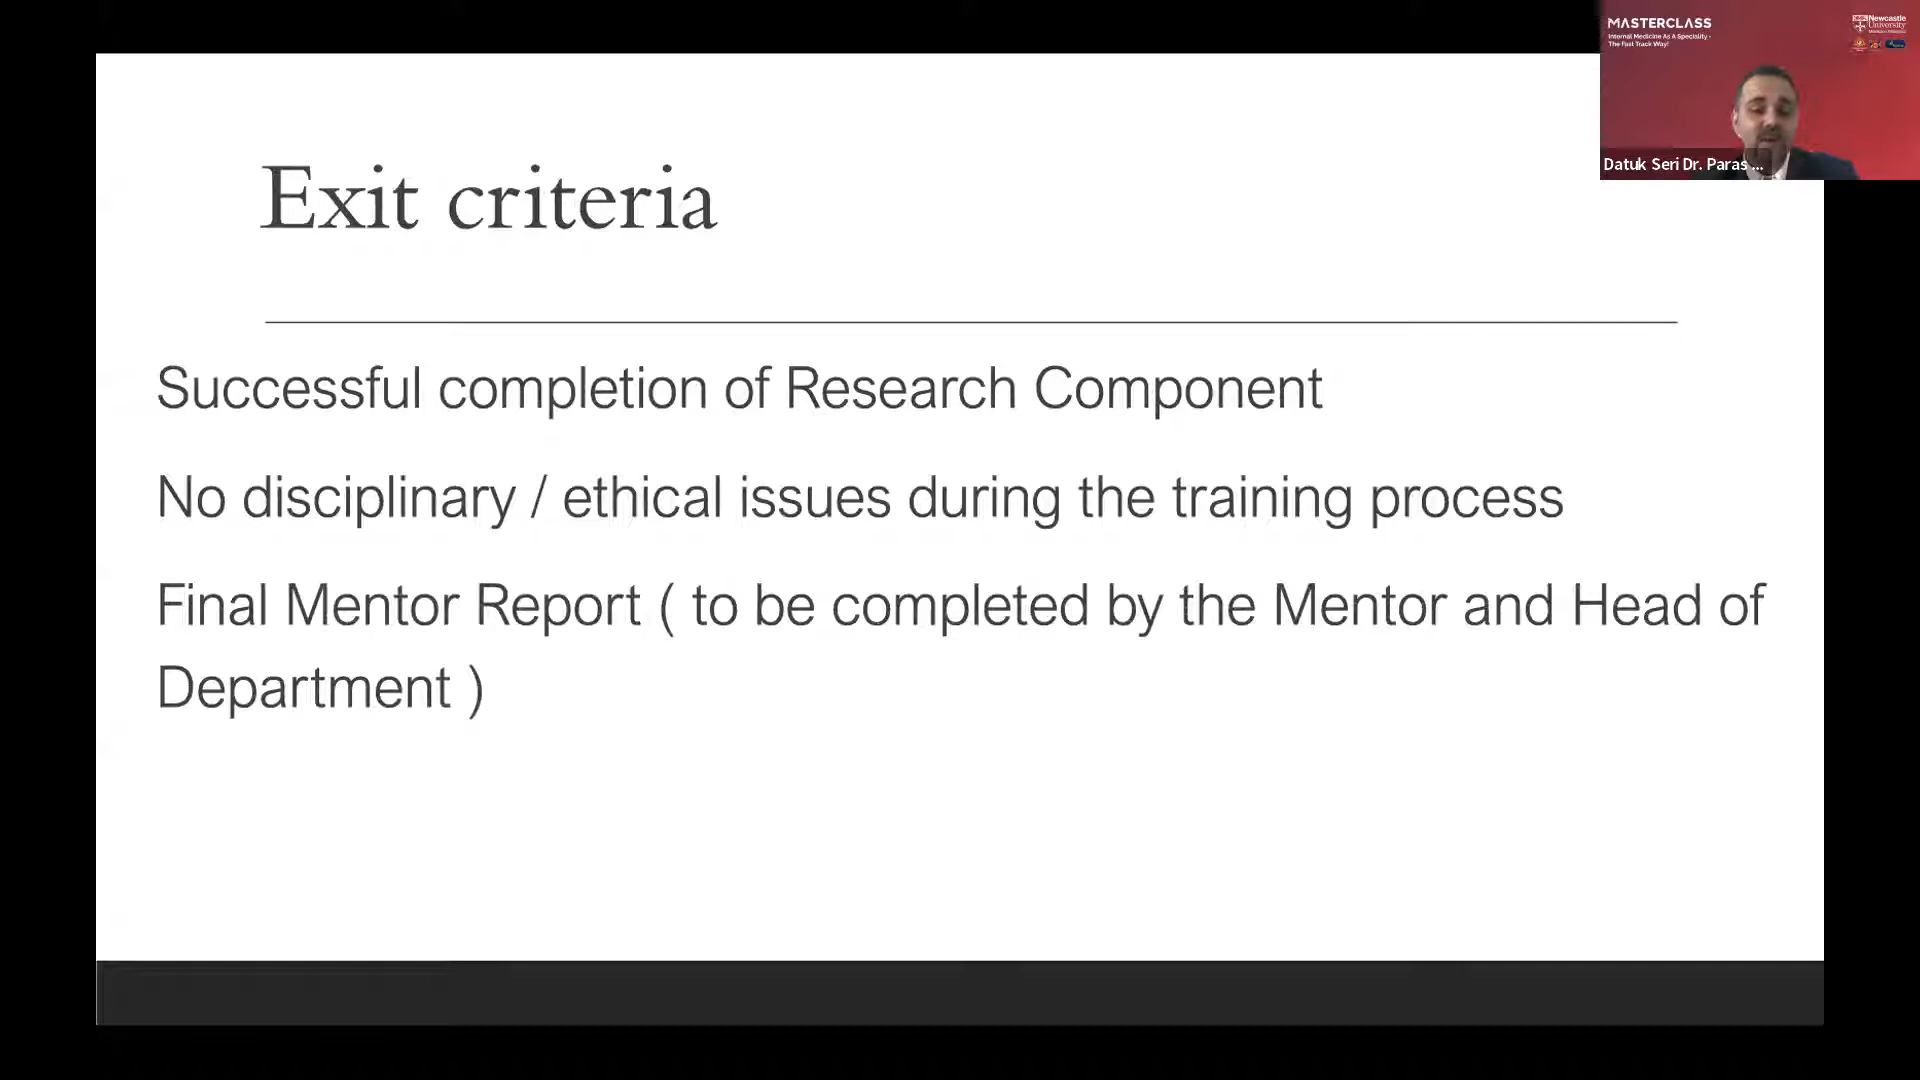 MASTERCLASS
Internal Medicine As A Speciality -
The Fast Track Way!
Newcastle
University
Datuk Seri Dr. Paras ...
Exit criteria
Successful completion of Research Component
No disciplinary / ethical issues during the training process
Final Mentor Report ( to be completed by the Mentor and Head of
Department )